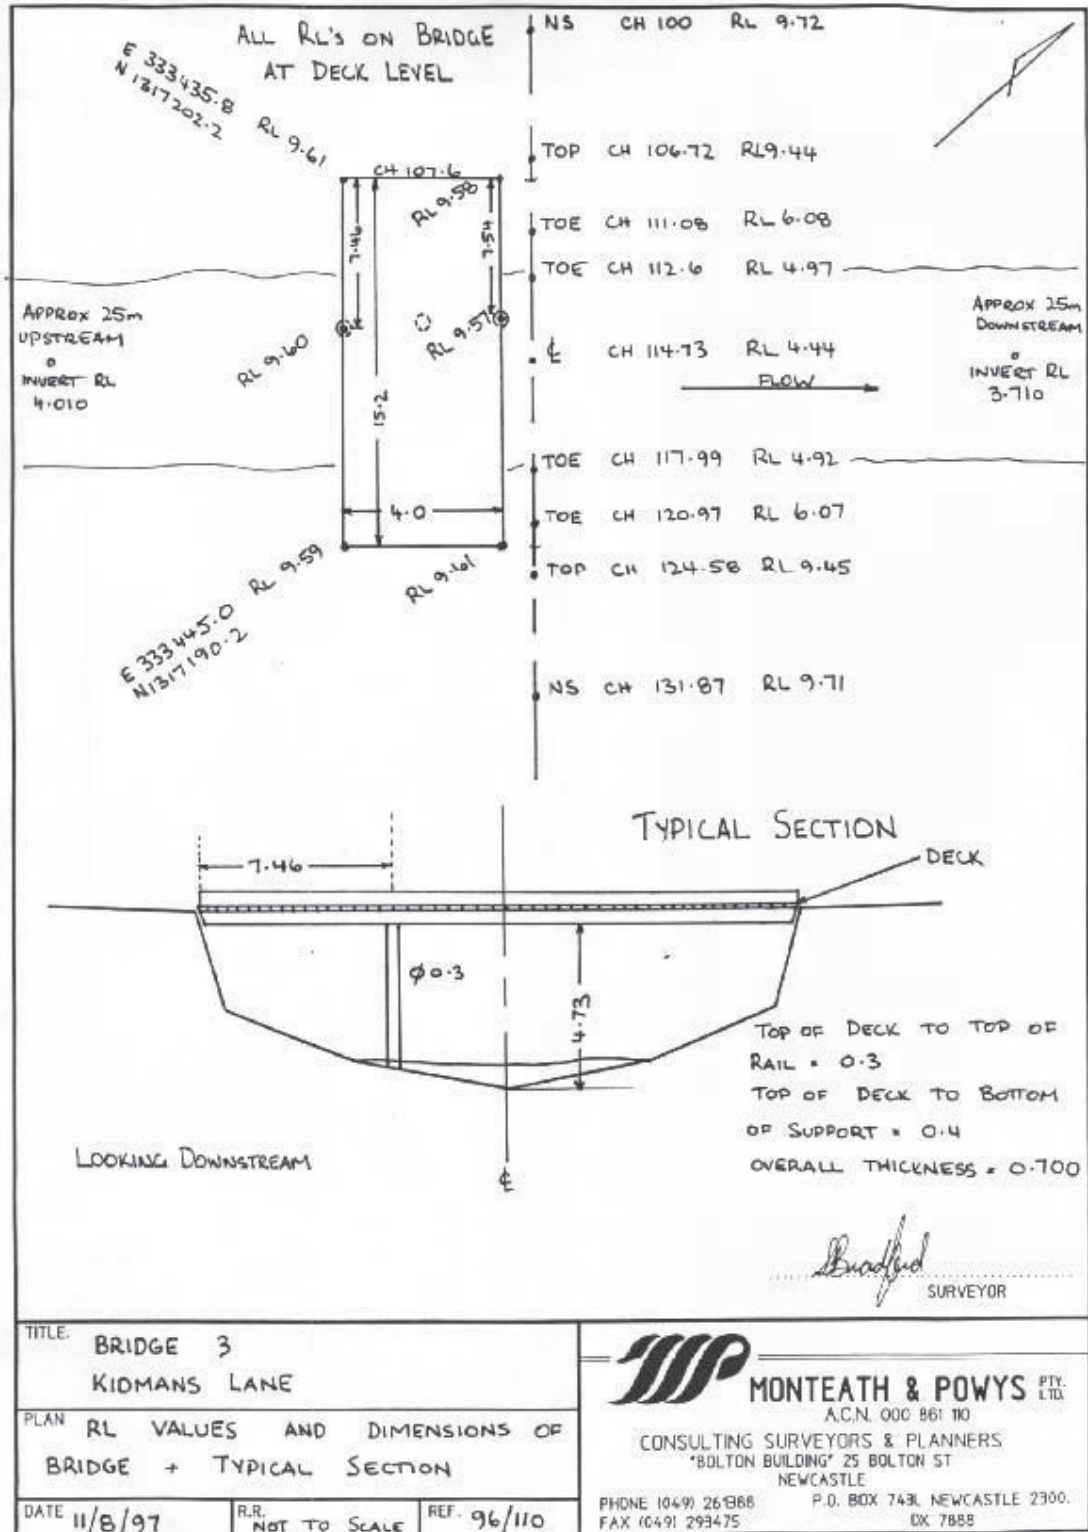 ALL RL'S ON BRIDGE
AT DECK LEVEL
NS CH 100 RL 9.72
E 333435.8
N 1317202.2
RL 9.61
CH 107.6
RL 9.58
TOP CH 106.72 RL 9.44
7.46
7.54
TOE CH 111.08 RL 6.08
TOE CH 112.6 RL 4.97
APPROX 25m
UPSTREAM
INVERT RL
4.010
RL 9.60
RL 9.57
℄ CH 114.73 RL 4.44
FLOW
APPROX 25m
DOWNSTREAM
INVERT RL
3.710
15.2
TOE CH 117.99 RL 4.92
4.0
TOE CH 120.97 RL 6.07
RL 9.59
RL 9.61
TOP CH 124.58 RL 9.45
E 333445.0
N 1317190.2
NS CH 131.87 RL 9.71
TYPICAL SECTION
7.46
DECK
Ø0.3
4.73
TOP OF DECK TO TOP OF
RAIL = 0.3
TOP OF DECK TO BOTTOM
OF SUPPORT = 0.4
OVERALL THICKNESS = 0.700
LOOKING DOWNSTREAM
℄
SBradford
SURVEYOR
TITLE: BRIDGE 3
KIDMANS LANE
PLAN RL VALUES AND DIMENSIONS OF
BRIDGE + TYPICAL SECTION
DATE 11/8/97
R.R. NOT TO SCALE
REF. 96/110
MONTEATH & POWYS PTY. LTD.
A.C.N. 000 861 110
CONSULTING SURVEYORS & PLANNERS
"BOLTON BUILDING" 25 BOLTON ST
NEWCASTLE
PHONE (049) 261388 P.O. BOX 743L NEWCASTLE 2300.
FAX (049) 293475 DX 7888